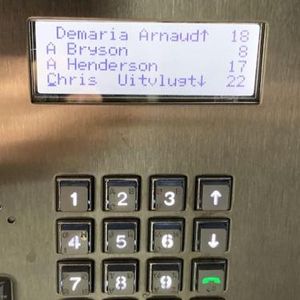 Demaria Arnaud↑ 18
A Bryson 8
A Henderson 17
Chris Uitvlugt↓ 22
1 2 3 ↑
4 5 6 ↓
7 8 9